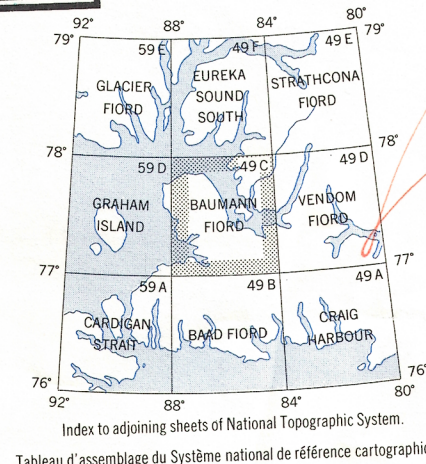 92° 88° 84° 80°
79° 59 E 49 F 49 E 79°
GLACIER
FIORD
EUREKA
SOUND
SOUTH
STRATHCONA
FIORD
78° 59 D 49 C 49 D 78°
GRAHAM
ISLAND
BAUMANN
FIORD
VENDOM
FIORD
77° 59 A 49 B 49 A 77°
CARDIGAN
STRAIT
BAAD FIORD
CRAIG
HARBOUR
76° 76°
92° 88° 84° 80°
Index to adjoining sheets of National Topographic System.
Tableau d'assemblage du Système national de référence cartographic